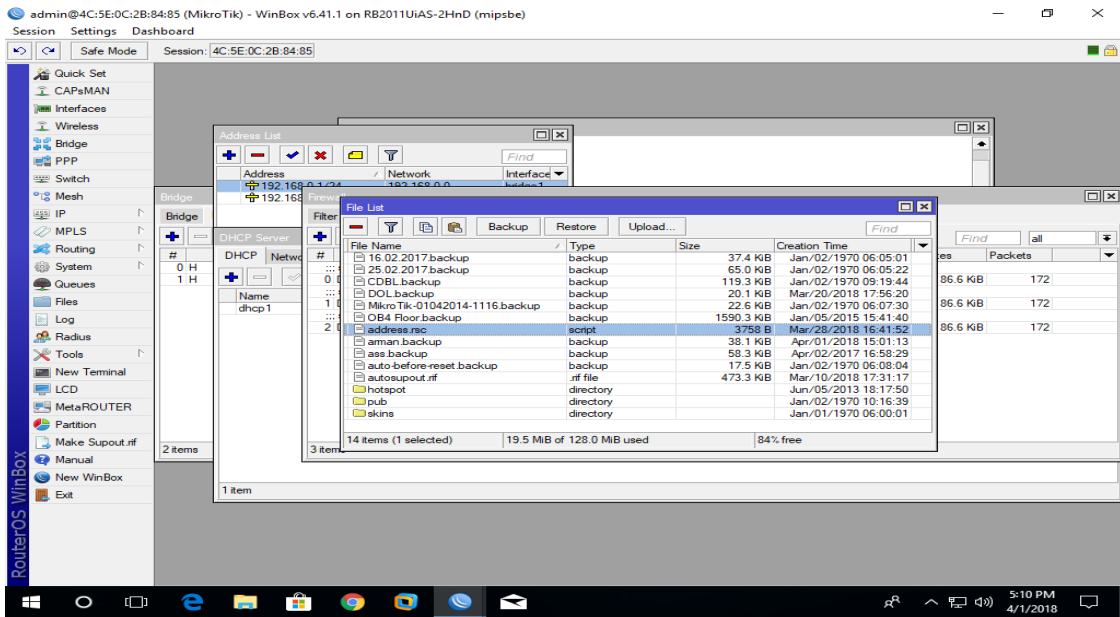 admin@4C:5E:0C:2B:84:85 (MikroTik) - WinBox v6.41.1 on RB2011UiAS-2HnD (mipsbe)
Session Settings Dashboard
Safe Mode Session: 4C:5E:0C:2B:84:85
Quick Set
CAPsMAN
Interfaces
Wireless
Bridge
PPP
Switch
Mesh
IP
MPLS
Routing
System
Queues
Files
Log
Radius
Tools
New Terminal
LCD
MetaROUTER
Partition
Make Supout.rif
Manual
New WinBox
Exit
RouterOS WinBox
Address List
Find
Address Network Interface
192.168.0.1/24 192.168.0.0 bridge1
192.168
Bridge
Bridge
#
0 H
1 H
2 items
DHCP Server
DHCP Netwo
Name
dhcp1
1 item
Firewall
Filter
Find all
#
Packets
0 86.6 KiB 172
1 86.6 KiB 172
2 86.6 KiB 172
3 item
File List
Backup Restore Upload... Find
File Name Type Size Creation Time
16.02.2017.backup backup 37.4 KiB Jan/02/1970 06:05:01
25.02.2017.backup backup 65.0 KiB Jan/02/1970 06:05:22
CDBL.backup backup 119.3 KiB Jan/02/1970 09:19:44
DOL.backup backup 20.1 KiB Mar/20/2018 17:56:20
MikroTik-01042014-1116.backup backup 22.6 KiB Jan/02/1970 06:07:30
OB4 Floor.backup backup 1590.3 KiB Jan/05/2015 15:41:40
address.rsc script 3758 B Mar/28/2018 16:41:52
arman.backup backup 38.1 KiB Apr/01/2018 15:01:13
ass.backup backup 58.3 KiB Apr/02/2017 16:58:29
auto-before-reset.backup backup 17.5 KiB Jan/02/1970 06:08:04
autosupout.rif .rif file 473.3 KiB Mar/10/2018 17:31:17
hotspot directory Jun/05/2013 18:17:50
pub directory Jan/02/1970 10:16:39
skins directory Jan/01/1970 06:00:01
14 items (1 selected) 19.5 MiB of 128.0 MiB used 84% free
5:10 PM
4/1/2018